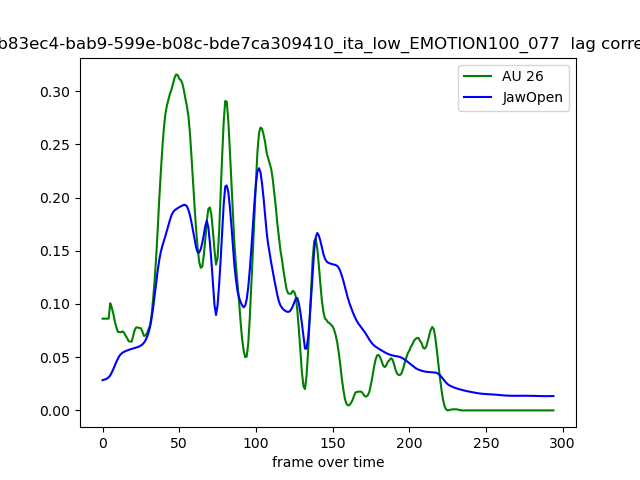 b83ec4-bab9-599e-b08c-bde7ca309410_ita_low_EMOTION100_077 lag corre
AU 26
JawOpen
0.30
0.25
0.20
0.15
0.10
0.05
0.00
0 50 100 150 200 250 300
frame over time